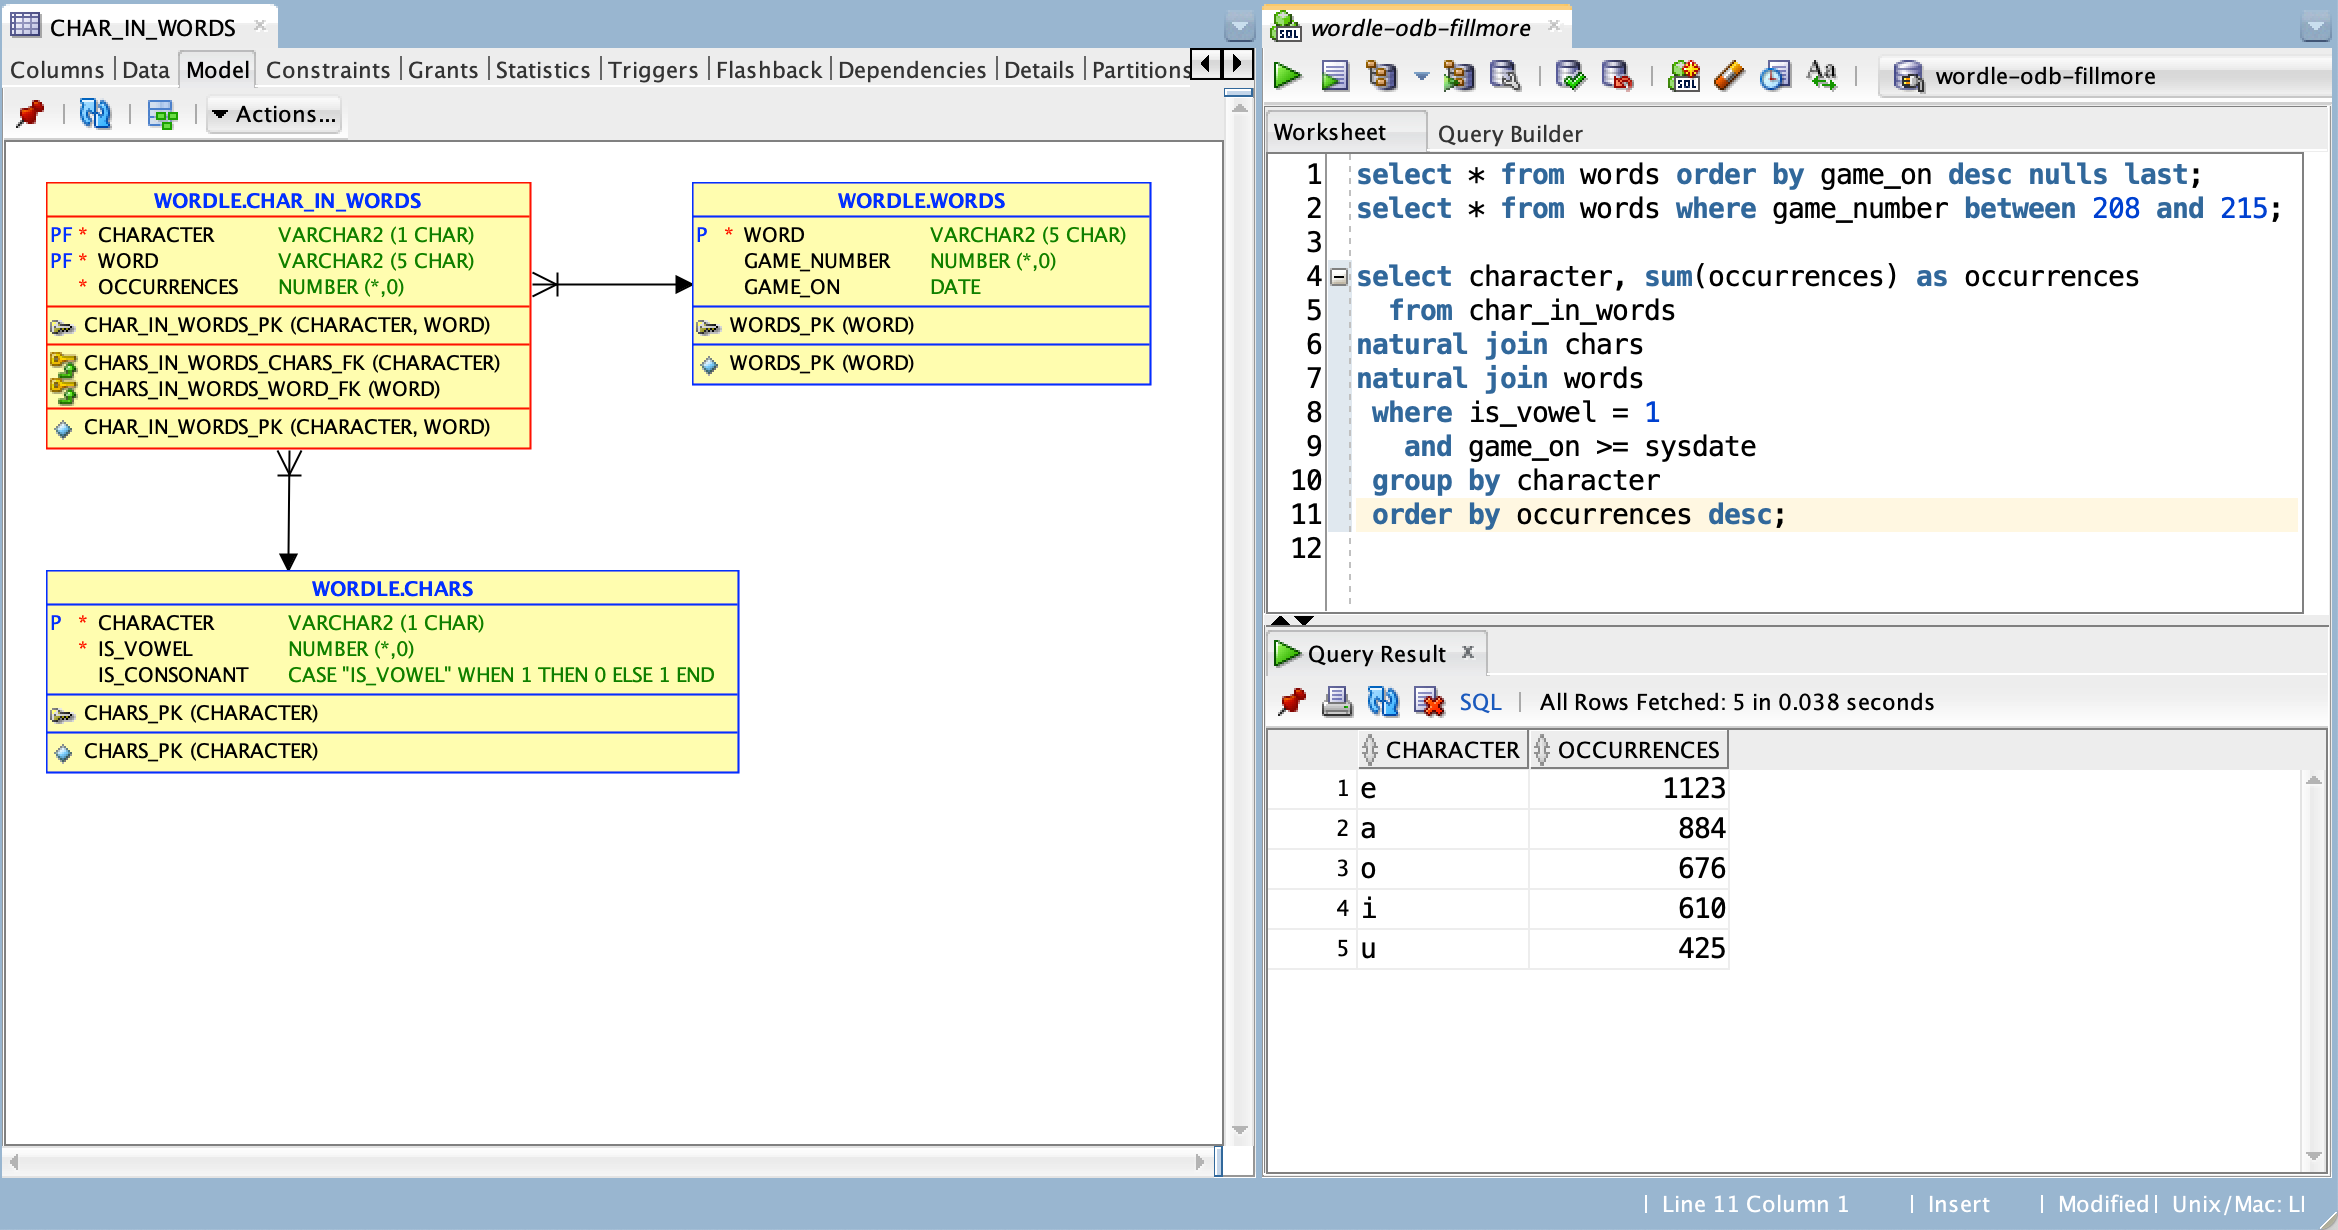 CHAR_IN_WORDS
Columns | Data | Model | Constraints | Grants | Statistics | Triggers | Flashback | Dependencies | Details | Partitions
Actions...
WORDLE.CHAR_IN_WORDS
PF * CHARACTER VARCHAR2 (1 CHAR)
PF * WORD VARCHAR2 (5 CHAR)
* OCCURRENCES NUMBER (*,0)
CHAR_IN_WORDS_PK (CHARACTER, WORD)
CHARS_IN_WORDS_CHARS_FK (CHARACTER)
CHARS_IN_WORDS_WORD_FK (WORD)
CHAR_IN_WORDS_PK (CHARACTER, WORD)
WORDLE.WORDS
P * WORD VARCHAR2 (5 CHAR)
GAME_NUMBER NUMBER (*,0)
GAME_ON DATE
WORDS_PK (WORD)
WORDS_PK (WORD)
WORDLE.CHARS
P * CHARACTER VARCHAR2 (1 CHAR)
* IS_VOWEL NUMBER (*,0)
IS_CONSONANT CASE "IS_VOWEL" WHEN 1 THEN 0 ELSE 1 END
CHARS_PK (CHARACTER)
CHARS_PK (CHARACTER)
wordle-odb-fillmore
wordle-odb-fillmore
Worksheet Query Builder
1 select * from words order by game_on desc nulls last;
2 select * from words where game_number between 208 and 215;
3
4 select character, sum(occurrences) as occurrences
5 from char_in_words
6 natural join chars
7 natural join words
8 where is_vowel = 1
9 and game_on >= sysdate
10 group by character
11 order by occurrences desc;
12
Query Result
SQL | All Rows Fetched: 5 in 0.038 seconds
CHARACTER OCCURRENCES
1 e 1123
2 a 884
3 o 676
4 i 610
5 u 425
| Line 11 Column 1 | Insert | Modified | Unix/Mac: LF